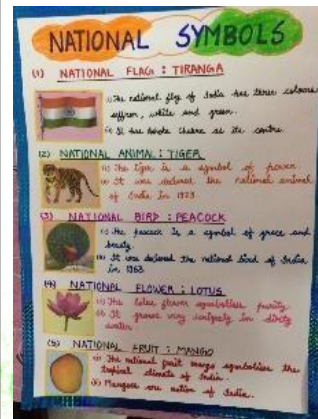 NATIONAL SYMBOLS
(1) NATIONAL FLAG : TIRANGA
(i) The national flag of India has three colours
saffron, white and green.
(ii) It has Ashoka Chakra at its centre.
(2) NATIONAL ANIMAL : TIGER
(i) The tiger is a symbol of power.
(ii) It was declared the national animal
of India in 1973
(3) NATIONAL BIRD : PEACOCK
(i) The peacock is a symbol of grace and
beauty.
(ii) It was declared the national bird of India
in 1963.
(4) NATIONAL FLOWER : LOTUS
(i) The lotus flower symbolises purity
(ii) It grows very in dirty
water.
(5) NATIONAL FRUIT : MANGO
(i) The national fruit mango symbolises the
tropical climate of India.
(ii) Mangoes are native of India.